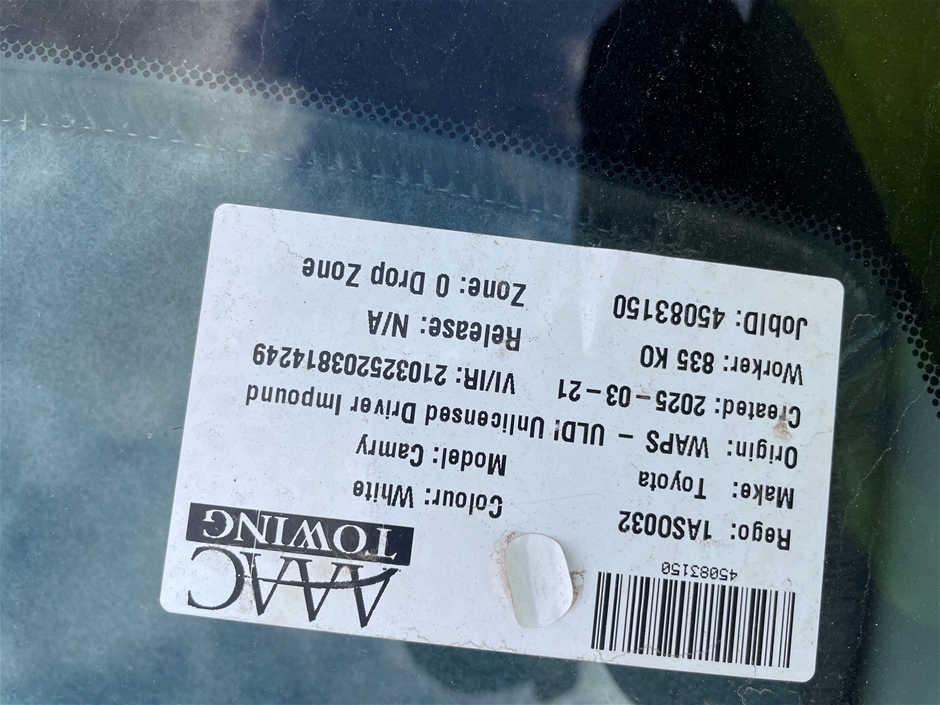 AAAC
TOWING
45083150
Rego: 1AS0032
Colour: White
Make: Toyota
Model: Camry
Origin: WAPS - ULD! Unlicensed Driver Impound
Created: 2025-03-21
VI/IR: 210325203814249
Worker: 835 KO
Release: N/A
JobID: 45083150
Zone: 0 Drop Zone